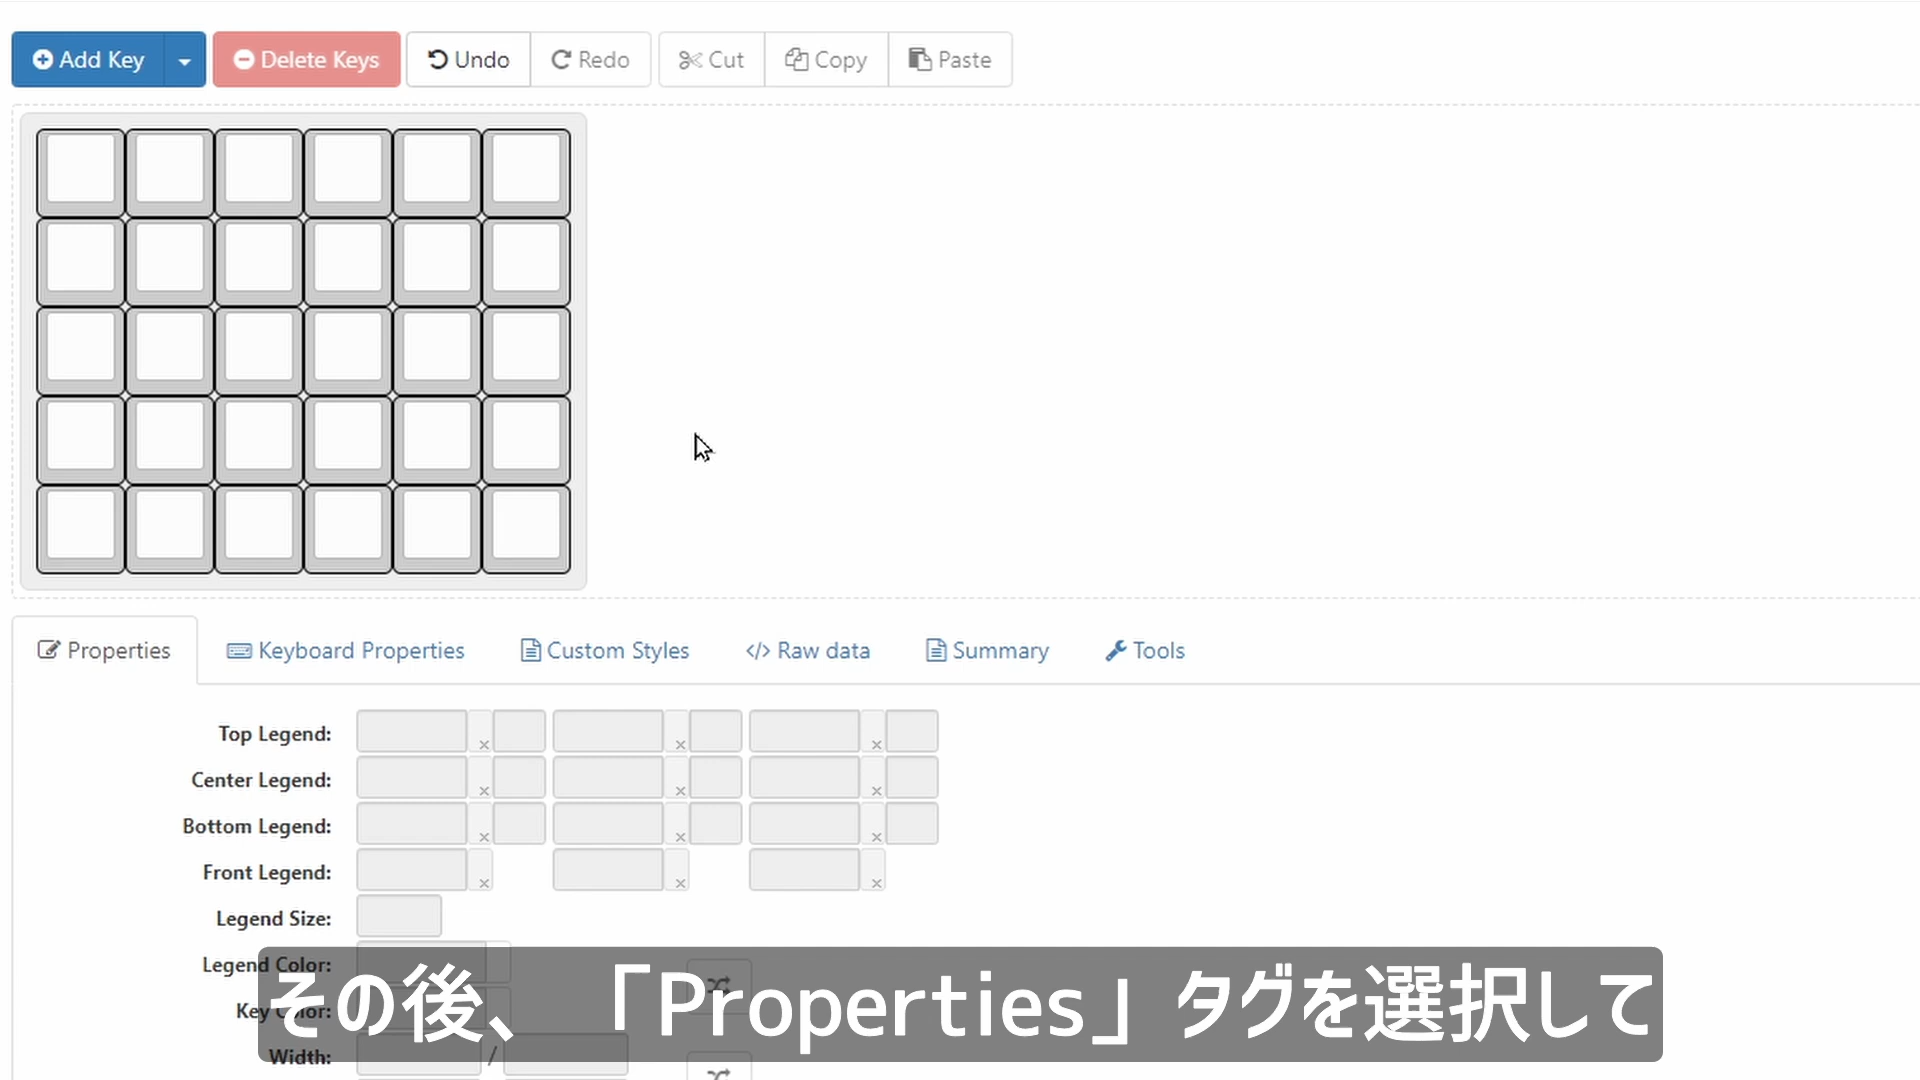 Add Key
Delete Keys
Undo
Redo
Cut
Copy
Paste
Properties
Keyboard Properties
Custom Styles
Raw data
Summary
Tools
Top Legend:
Center Legend:
Bottom Legend:
Front Legend:
Legend Size:
Legend Color:
Key Color:
Width: /
その後、「Properties」タグを選択して